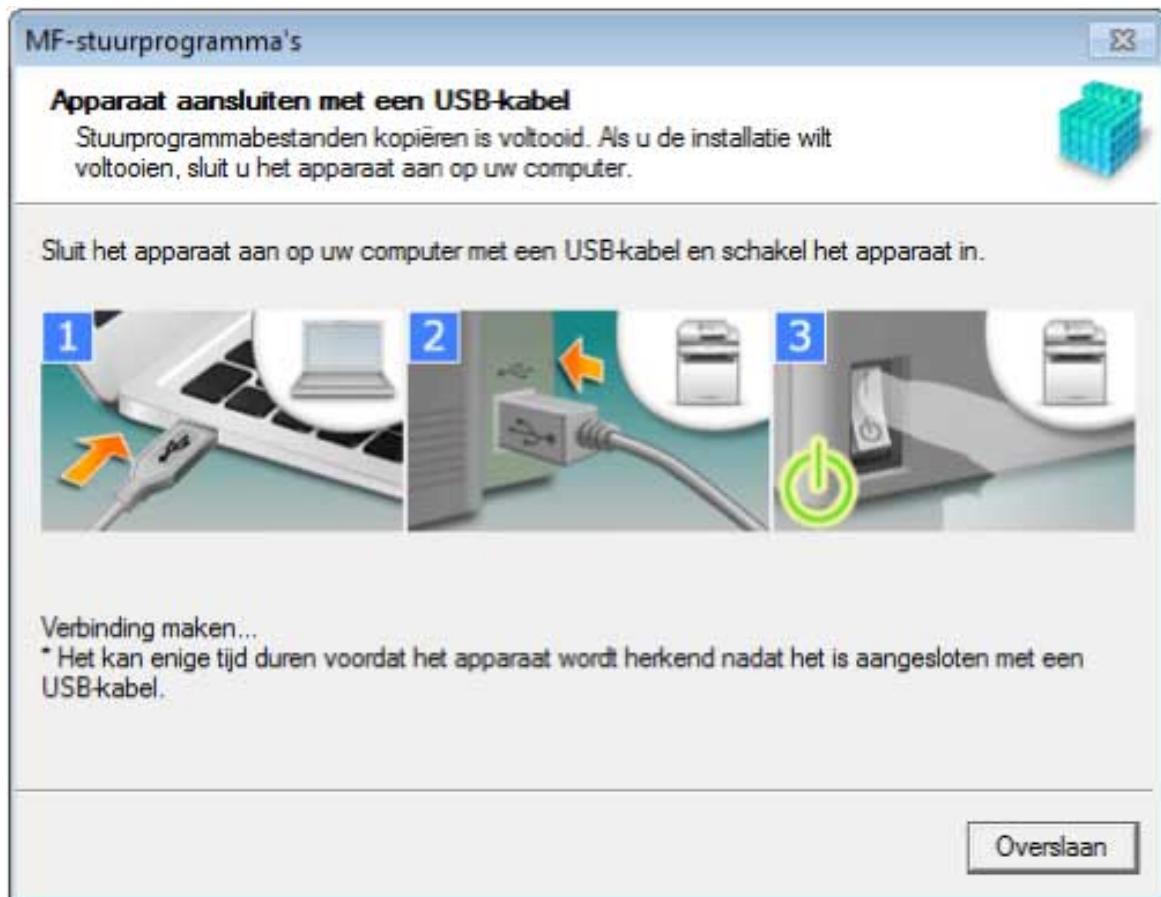 MF-stuurprogramma's
Apparaat aansluiten met een USB-kabel
Stuurprogrammabestanden kopiëren is voltooid. Als u de installatie wilt
voltooien, sluit u het apparaat aan op uw computer.
Sluit het apparaat aan op uw computer met een USB-kabel en schakel het apparaat in.
1
2
3
Verbinding maken...
* Het kan enige tijd duren voordat het apparaat wordt herkend nadat het is aangesloten met een
USB-kabel.
Overslaan